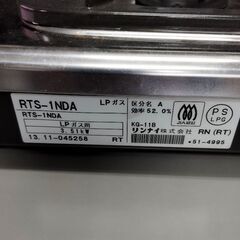 RTS-1NDA LPガス
RTS-1NDA
LPガス用
3.51kW
13.11-045258 RT
区分名 A
効率 52.0%
KG-11B
リンナイ株式会社 RN (RT)
*51-4995
JIA
PS
LPG